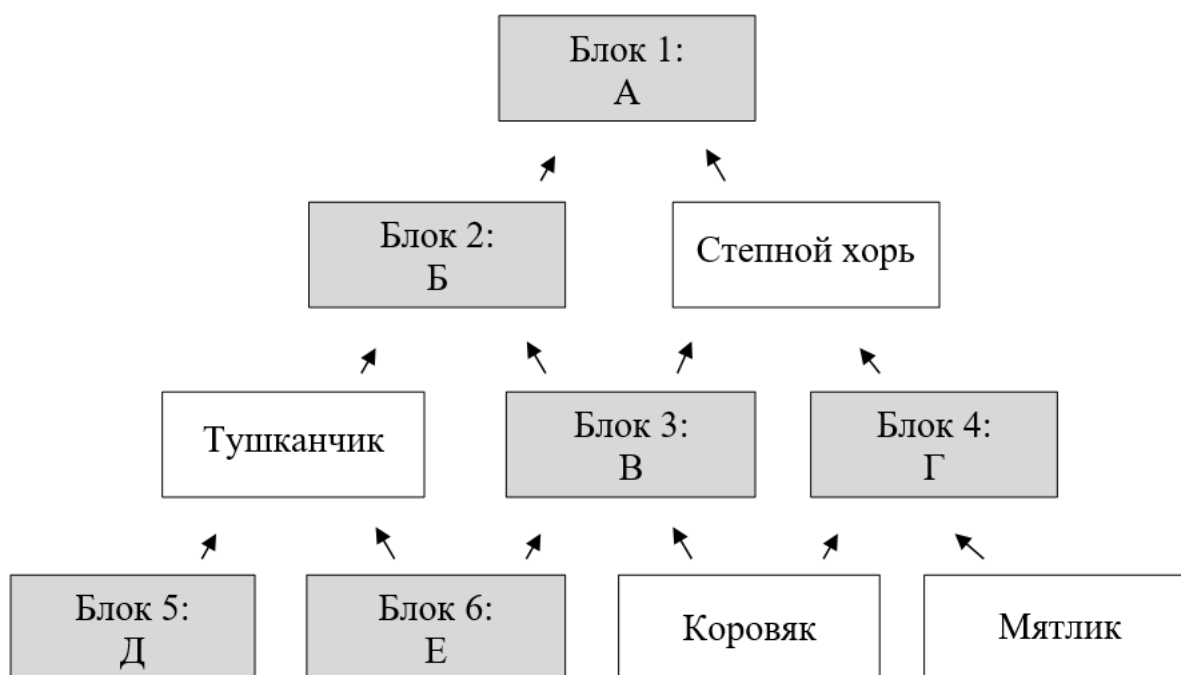 Блок 1:
А
Блок 2:
Б
Степной хорь
Тушканчик
Блок 3:
В
Блок 4:
Г
Блок 5:
Д
Блок 6:
Е
Коровяк
Мятлик